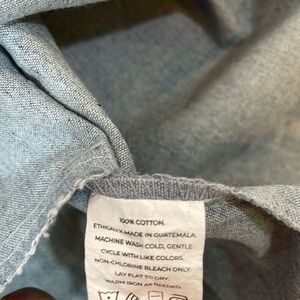 100% COTTON.
ETHICALLY MADE IN GUATEMALA.
MACHINE WASH COLD, GENTLE
CYCLE WITH LIKE COLORS.
NON-CHLORINE BLEACH ONLY.
LAY FLAT TO DRY.
WARM IRON AS NEEDED.